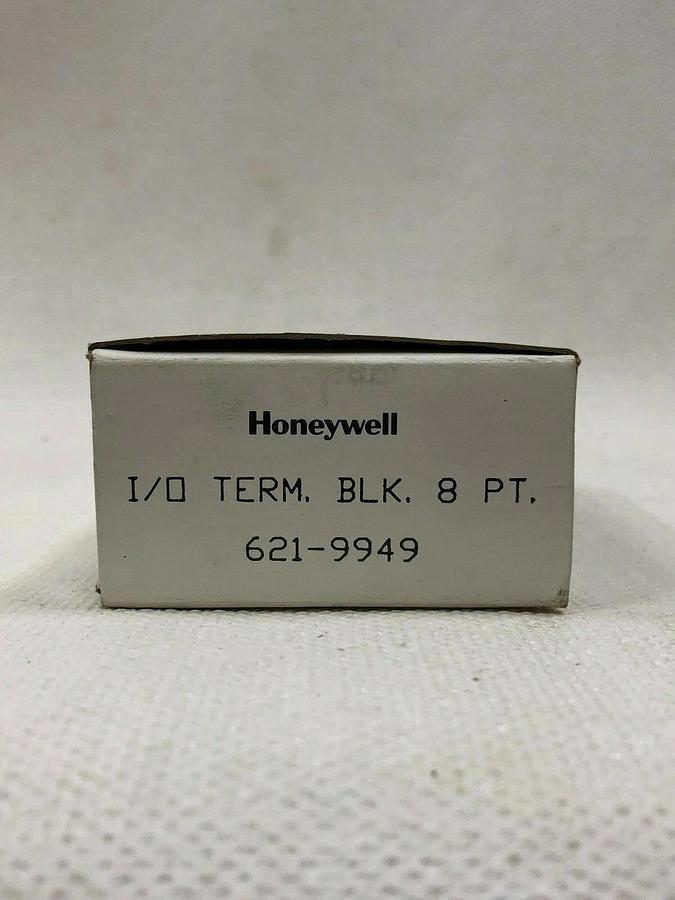 Honeywell
I/O TERM. BLK. 8 PT.
621-9949